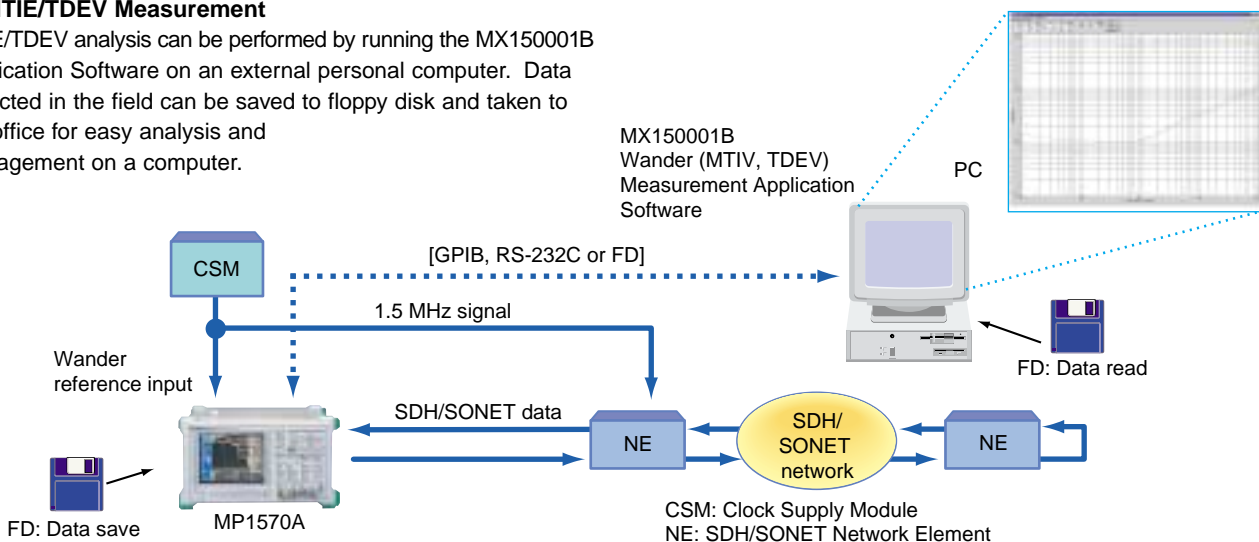 TIE/TDEV Measurement
E/TDEV analysis can be performed by running the MX150001B
ication Software on an external personal computer. Data
cted in the field can be saved to floppy disk and taken to
office for easy analysis and
agement on a computer.
MX150001B
Wander (MTIV, TDEV)
Measurement Application
Software
PC
CSM
[GPIB, RS-232C or FD]
1.5 MHz signal
Wander
reference input
FD: Data read
SDH/SONET data
NE
SDH/
SONET
network
NE
FD: Data save
MP1570A
CSM: Clock Supply Module
NE: SDH/SONET Network Element